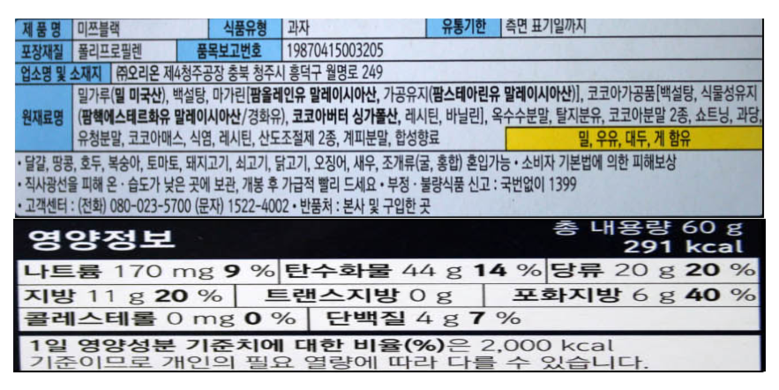 제 품 명 미쯔블랙 식품유형 과자 유통기한 측면 표기일까지
포장재질 폴리프로필렌 품목보고번호 19870415003205
업소명 및 소재지 ㈜오리온 제4청주공장 충북 청주시 흥덕구 월명로 249
밀가루(밀 미국산), 백설탕, 마가린[팜올레인유 말레이시아산, 가공유지(팜스테아린유 말레이시아산)], 코코아가공품[백설탕, 식물성유지
원재료명 (팜핵에스테르화유 말레이시아/경화유), 코코아버터 싱가폴산, 레시틴, 바닐린], 옥수수분말, 탈지분유, 코코아분말 2종, 쇼트닝, 과당,
유청분말, 코코아매스, 식염, 레시틴, 산도조절제 2종, 계피분말, 합성향료 밀, 우유, 대두, 게 함유
• 달걀, 땅콩, 호두, 복숭아, 토마토, 돼지고기, 쇠고기, 닭고기, 오징어, 새우, 조개류(굴, 홍합) 혼입가능 • 소비자 기본법에 의한 피해보상
• 직사광선을 피해 온 · 습도가 낮은 곳에 보관, 개봉 후 가급적 빨리 드세요 • 부정 · 불량식품 신고 : 국번없이 1399
• 고객센터 : (전화) 080-023-5700 (문자) 1522-4002 • 반품처 : 본사 및 구입한 곳
영양정보 총 내용량 60 g
291 kcal
나트륨 170 mg 9 % 탄수화물 44 g 14 % 당류 20 g 20 %
지방 11 g 20 % 트랜스지방 0 g 포화지방 6 g 40 %
콜레스테롤 0 mg 0 % 단백질 4 g 7 %
1일 영양성분 기준치에 대한 비율(%)은 2,000 kcal
기준이므로 개인의 필요 열량에 따라 다를 수 있습니다.